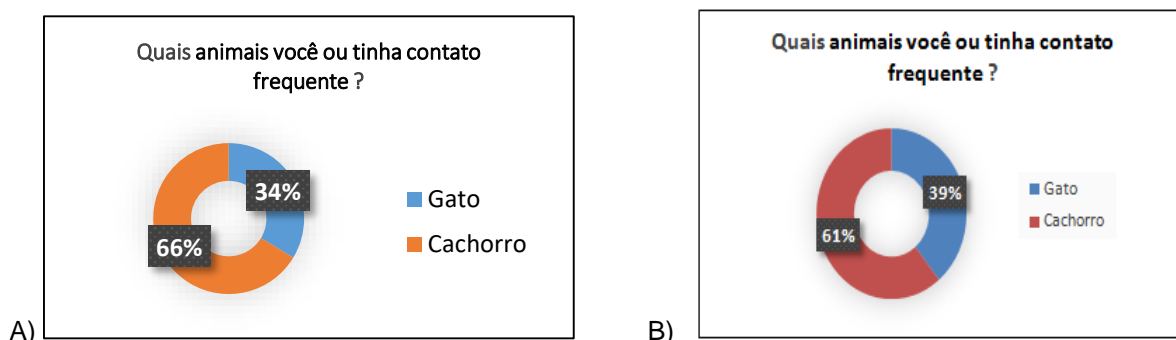 Quais animais você ou tinha contato
frequente ?
34%
66%
Gato
Cachorro
A)
Quais animais você ou tinha contato
frequente ?
39%
61%
Gato
Cachorro
B)